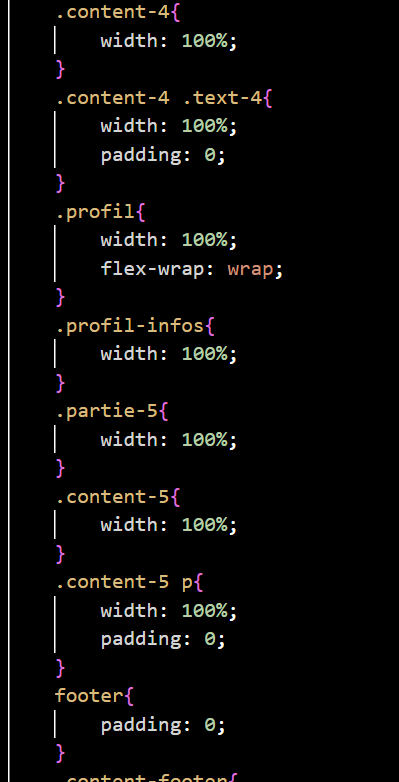 .content-4{
width: 100%;
}
.content-4 .text-4{
width: 100%;
padding: 0;
}
.profil{
width: 100%;
flex-wrap: wrap;
}
.profil-infos{
width: 100%;
}
.partie-5{
width: 100%;
}
.content-5{
width: 100%;
}
.content-5 p{
width: 100%;
padding: 0;
}
footer{
padding: 0;
}
.content-footer{